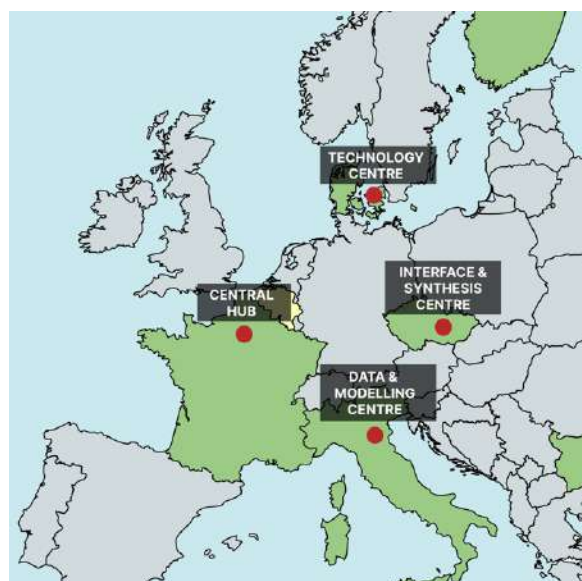 TECHNOLOGY
CENTRE
INTERFACE &
SYNTHESIS
CENTRE
CENTRAL
HUB
DATA &
MODELLING
CENTRE